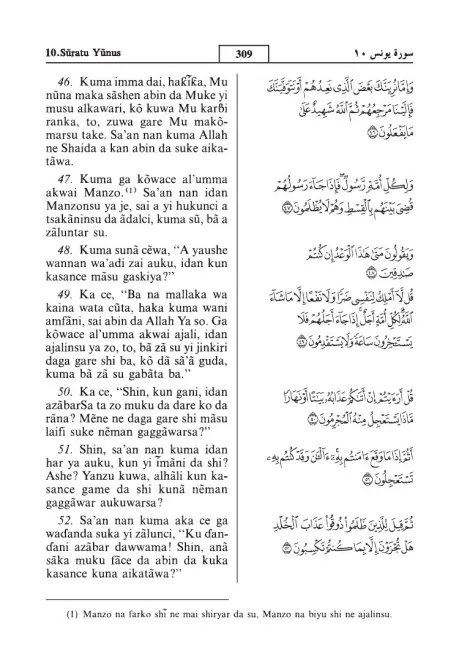 10.Sūratu Yūnus
309
سورة يونس ١٠
46. Kuma imma dai, haƙīƙa, Mu
nūna maka sāshen abin da Muke yi
musu alkawari, kō kuwa Mu karɓi
ranka, to, zuwa gare Mu makō-
marsu take. Sa'an nan kuma Allah
ne Shaida a kan abin da suke aika-
tāwa.
47. Kuma ga kōwace al'umma
akwai Manzo.(1) Sa'an nan idan
Manzonsu ya je, sai a yi hukunci a
tsakāninsu da ādalci, kuma sū, bā a
zāluntar su.
48. Kuma sunā cēwa, “A yaushe
wannan wa'adi zai auku, idan kun
kasance māsu gaskiya?”
49. Ka ce, “Ba na mallaka wa
kaina wata cūta, haka kuma wani
amfāni, sai abin da Allah Ya so. Ga
kōwace al'umma akwai ajali, idan
ajalinsu ya zo, to, bā zā su yi jinkiri
daga gare shi ba, kō dā sā'ā guda,
kuma bā zā su gabāta ba.”
50. Ka ce, “Shin, kun gani, idan
azābarSa ta zo muku da dare ko da
rāna? Mēne ne daga gare shi māsu
laifi suke nēman gaggāwarsa?”
51. Shin, sa'an nan kuma idan
har ya auku, kun yi īmāni da shi?
Ashe? Yanzu kuwa, alhāli kun ka-
sance game da shi kunā nēman
gaggāwar aukuwarsa?
52. Sa'an nan kuma aka ce ga
waɗanda suka yi zālunci, “Ku ɗan-
ɗani azābar dawwama! Shin, anā
sāka muku fāce da abin da kuka
kasance kuna aikatāwa?”
وَإِمَّا نُرِيَنَّكَ بَعْضَ ٱلَّذِى نَعِدُهُمْ أَوْ نَتَوَفَّيَنَّكَ
فَإِلَيْنَا مَرْجِعُهُمْ ثُمَّ ٱللَّهُ شَهِيدٌ عَلَىٰ
مَا يَفْعَلُونَ ﴿٤٦﴾
وَلِكُلِّ أُمَّةٍ رَّسُولٌ فَإِذَا جَآءَ رَسُولُهُمْ
قُضِىَ بَيْنَهُم بِٱلْقِسْطِ وَهُمْ لَا يُظْلَمُونَ ﴿٤٧﴾
وَيَقُولُونَ مَتَىٰ هَـٰذَا ٱلْوَعْدُ إِن كُنتُمْ
صَـٰدِقِينَ ﴿٤٨﴾
قُل لَّآ أَمْلِكُ لِنَفْسِى ضَرًّا وَلَا نَفْعًا إِلَّا مَا شَآءَ
ٱللَّهُ لِكُلِّ أُمَّةٍ أَجَلٌ إِذَا جَآءَ أَجَلُهُمْ فَلَا
يَسْتَـْٔخِرُونَ سَاعَةً وَلَا يَسْتَقْدِمُونَ ﴿٤٩﴾
قُلْ أَرَءَيْتُمْ إِنْ أَتَىٰكُمْ عَذَابُهُۥ بَيَـٰتًا أَوْ نَهَارًا
مَّاذَا يَسْتَعْجِلُ مِنْهُ ٱلْمُجْرِمُونَ ﴿٥٠﴾
أَثُمَّ إِذَا مَا وَقَعَ ءَامَنتُم بِهِۦٓ ءَآلْـَٔـٰنَ وَقَدْ كُنتُم بِهِۦ
تَسْتَعْجِلُونَ ﴿٥١﴾
ثُمَّ قِيلَ لِلَّذِينَ ظَلَمُوا۟ ذُوقُوا۟ عَذَابَ ٱلْخُلْدِ
هَلْ تُجْزَوْنَ إِلَّا بِمَا كُنتُمْ تَكْسِبُونَ ﴿٥٢﴾
(1) Manzo na farko shī ne mai shiryar da su, Manzo na biyu shi ne ajalinsu.